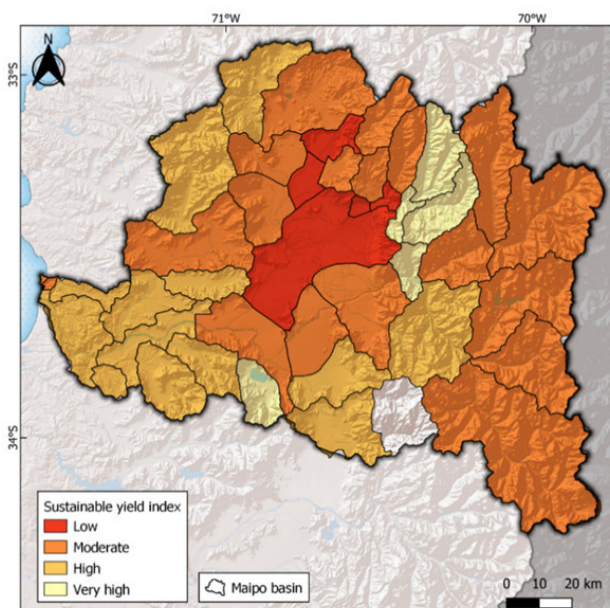 71°W
70°W
N
33°S
34°S
Sustainable yield index
Low
Moderate
High
Very high
Maipo basin
0 10 20 km